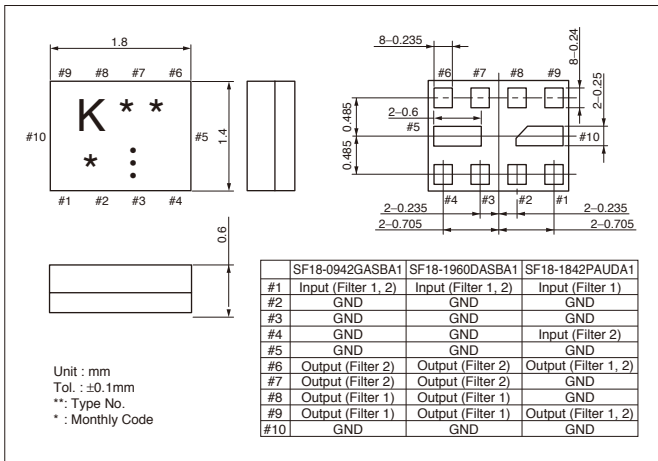 1.8
#9 #8 #7 #6
K * *
* :
#10
#5
1.4
#1 #2 #3 #4
0.6
8–0.235
#6 #7 #8 #9
8–0.24
2–0.25
2–0.6
#5
#10
0.485
0.485
#4 #3 #2 #1
2–0.235 2–0.235
2–0.705 2–0.705
SF18-0942GASBA1 SF18-1960DASBA1 SF18-1842PAUDA1
#1 Input (Filter 1, 2) Input (Filter 1, 2) Input (Filter 1)
#2 GND GND GND
#3 GND GND GND
#4 GND GND Input (Filter 2)
#5 GND GND GND
#6 Output (Filter 2) Output (Filter 2) Output (Filter 1, 2)
#7 Output (Filter 2) Output (Filter 2) GND
#8 Output (Filter 1) Output (Filter 1) GND
#9 Output (Filter 1) Output (Filter 1) Output (Filter 1, 2)
#10 GND GND GND
Unit : mm
Tol. : ±0.1mm
**: Type No.
* : Monthly Code